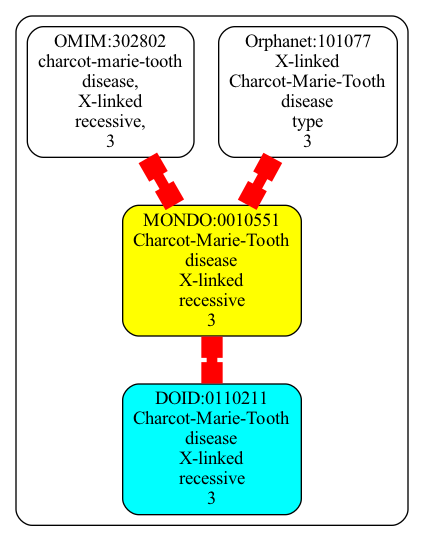 OMIM:302802
charcot-marie-tooth
disease,
X-linked
recessive,
3
Orphanet:101077
X-linked
Charcot-Marie-Tooth
disease
type
3
MONDO:0010551
Charcot-Marie-Tooth
disease
X-linked
recessive
3
DOID:0110211
Charcot-Marie-Tooth
disease
X-linked
recessive
3